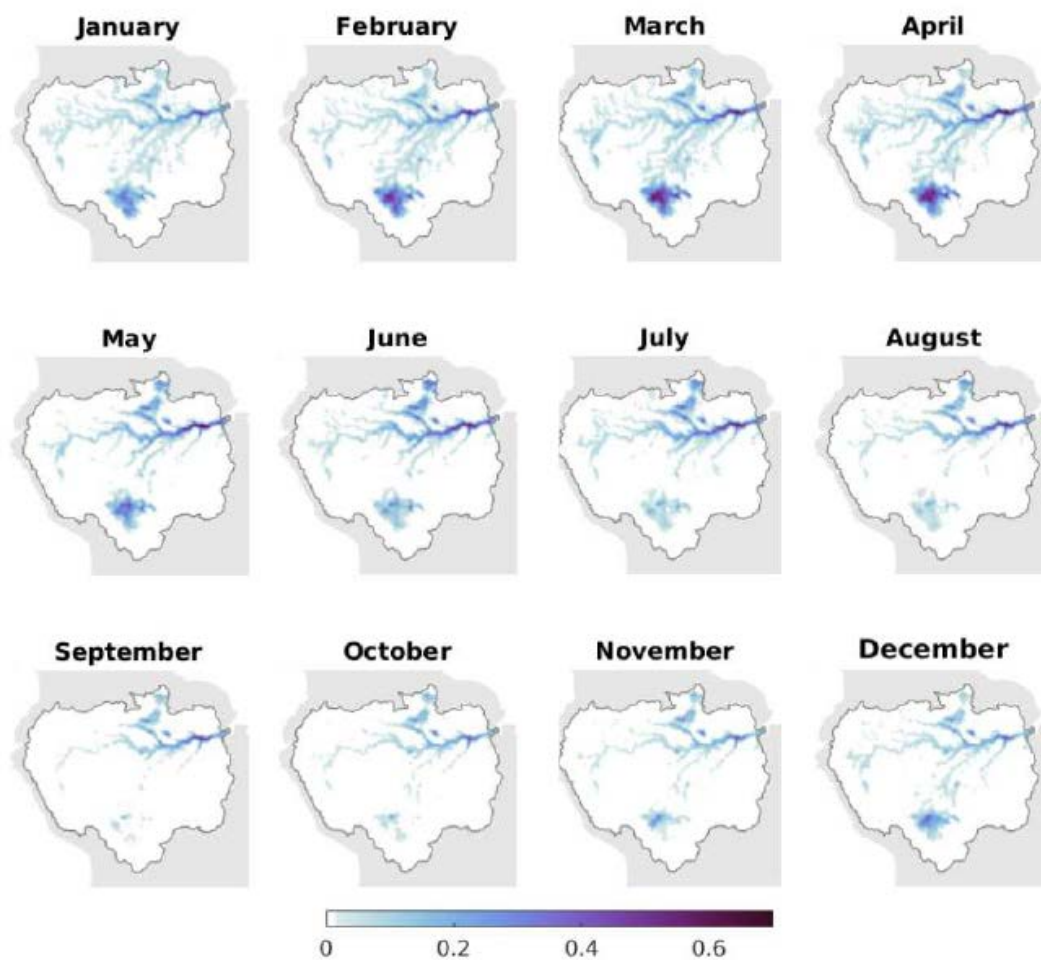 January February March April
May June July August
September October November December
0 0.2 0.4 0.6